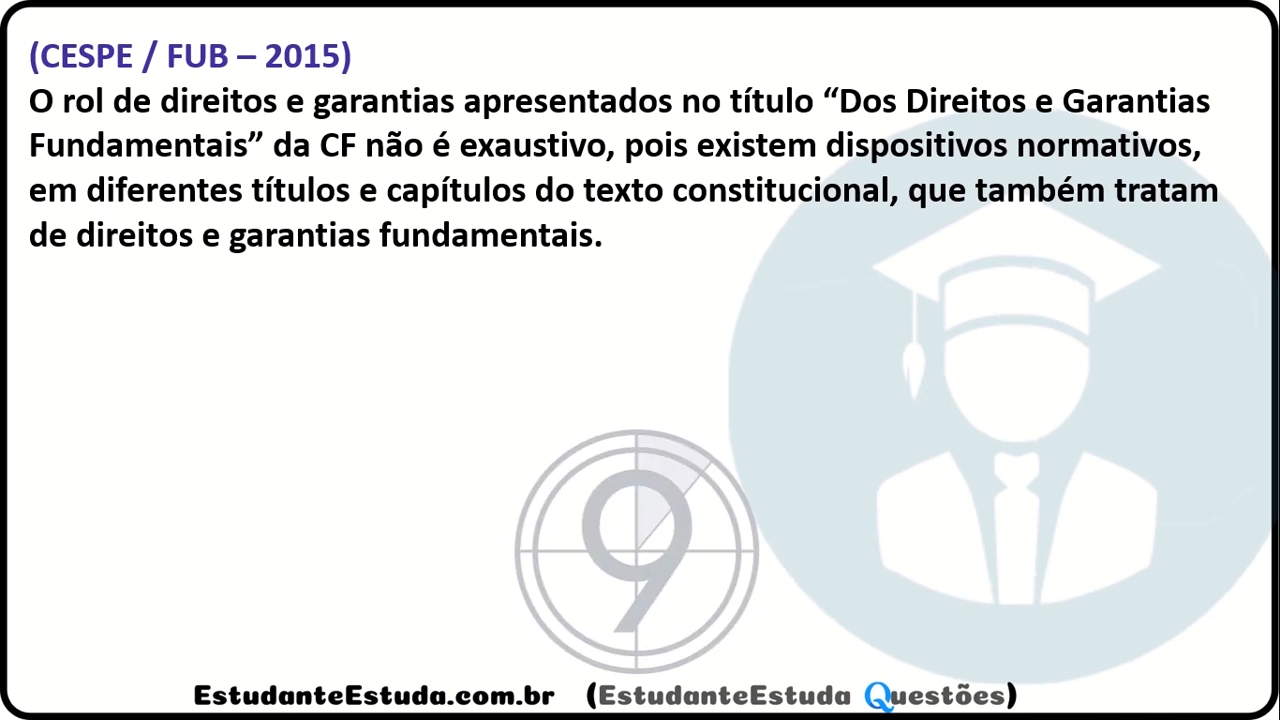 (CESPE / FUB – 2015)
O rol de direitos e garantias apresentados no título “Dos Direitos e Garantias
Fundamentais” da CF não é exaustivo, pois existem dispositivos normativos,
em diferentes títulos e capítulos do texto constitucional, que também tratam
de direitos e garantias fundamentais.
9
EstudanteEstuda.com.br (EstudanteEstuda Questões)